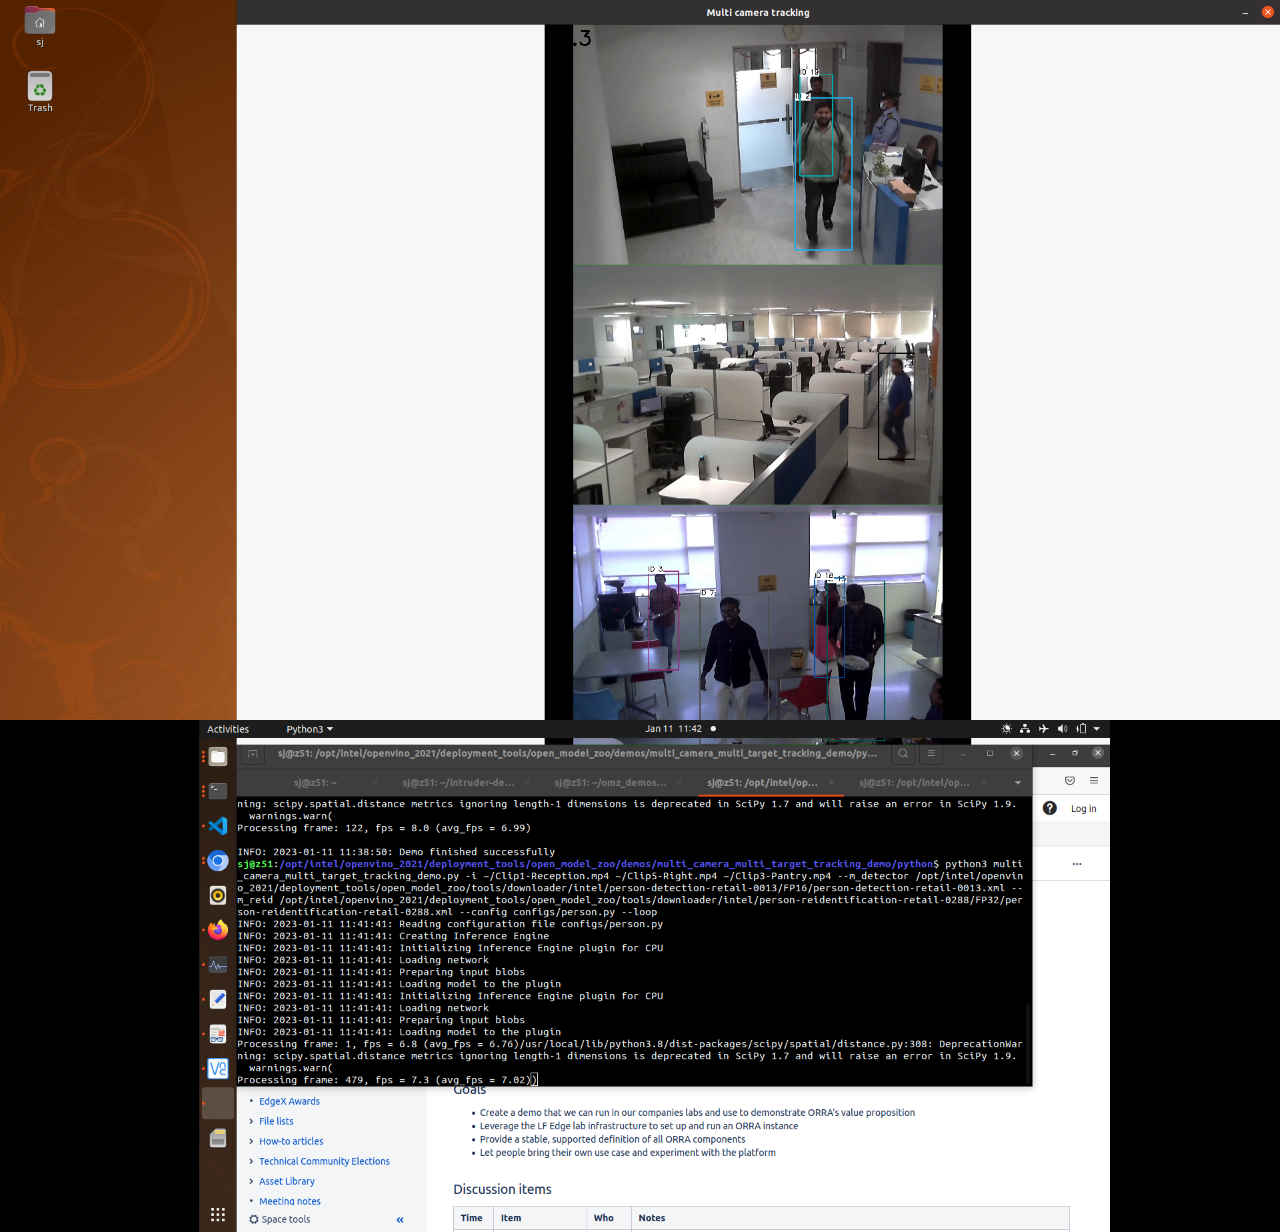 Multi camera tracking
sj
Trash
.3
ID 2
ID 3
ID 7
ID 18
Activities
Python3
Jan 11 11:42
sj@z51: /opt/intel/openvino_2021/deployment_tools/open_model_zoo/demos/multi_camera_multi_target_tracking_demo/py...
sj@z51: ~
sj@z51: ~/intruder-de...
sj@z51: ~/omz_demos...
sj@z51: /opt/intel/op...
sj@z51: /opt/intel/op...
ning: scipy.spatial.distance metrics ignoring length-1 dimensions is deprecated in SciPy 1.7 and will raise an error in SciPy 1.9.
warnings.warn(
Processing frame: 122, fps = 8.0 (avg_fps = 6.99)
INFO: 2023-01-11 11:38:50: Demo finished successfully
sj@z51:/opt/intel/openvino_2021/deployment_tools/open_model_zoo/demos/multi_camera_multi_target_tracking_demo/python$ python3 multi
_camera_multi_target_tracking_demo.py -i ~/Clip1-Reception.mp4 ~/Clip5-Right.mp4 ~/Clip3-Pantry.mp4 --m_detector /opt/intel/openvin
o_2021/deployment_tools/open_model_zoo/tools/downloader/intel/person-detection-retail-0013/FP16/person-detection-retail-0013.xml --
m_reid /opt/intel/openvino_2021/deployment_tools/open_model_zoo/tools/downloader/intel/person-reidentification-retail-0288/FP32/per
son-reidentification-retail-0288.xml --config configs/person.py --loop
INFO: 2023-01-11 11:41:41: Reading configuration file configs/person.py
INFO: 2023-01-11 11:41:41: Creating Inference Engine
INFO: 2023-01-11 11:41:41: Initializing Inference Engine plugin for CPU
INFO: 2023-01-11 11:41:41: Loading network
INFO: 2023-01-11 11:41:41: Preparing input blobs
INFO: 2023-01-11 11:41:41: Loading model to the plugin
INFO: 2023-01-11 11:41:41: Initializing Inference Engine plugin for CPU
INFO: 2023-01-11 11:41:41: Loading network
INFO: 2023-01-11 11:41:41: Preparing input blobs
INFO: 2023-01-11 11:41:41: Loading model to the plugin
Processing frame: 1, fps = 6.8 (avg_fps = 6.76)/usr/local/lib/python3.8/dist-packages/scipy/spatial/distance.py:308: DeprecationWar
ning: scipy.spatial.distance metrics ignoring length-1 dimensions is deprecated in SciPy 1.7 and will raise an error in SciPy 1.9.
warnings.warn(
Processing frame: 479, fps = 7.3 (avg_fps = 7.02))
Log in
Goals
EdgeX Awards
File lists
How-to articles
Technical Community Elections
Asset Library
Meeting notes
Space tools
• Create a demo that we can run in our companies labs and use to demonstrate ORRA's value proposition
• Leverage the LF Edge lab infrastructure to set up and run an ORRA instance
• Provide a stable, supported definition of all ORRA components
• Let people bring their own use case and experiment with the platform
Discussion items
Time Item Who Notes